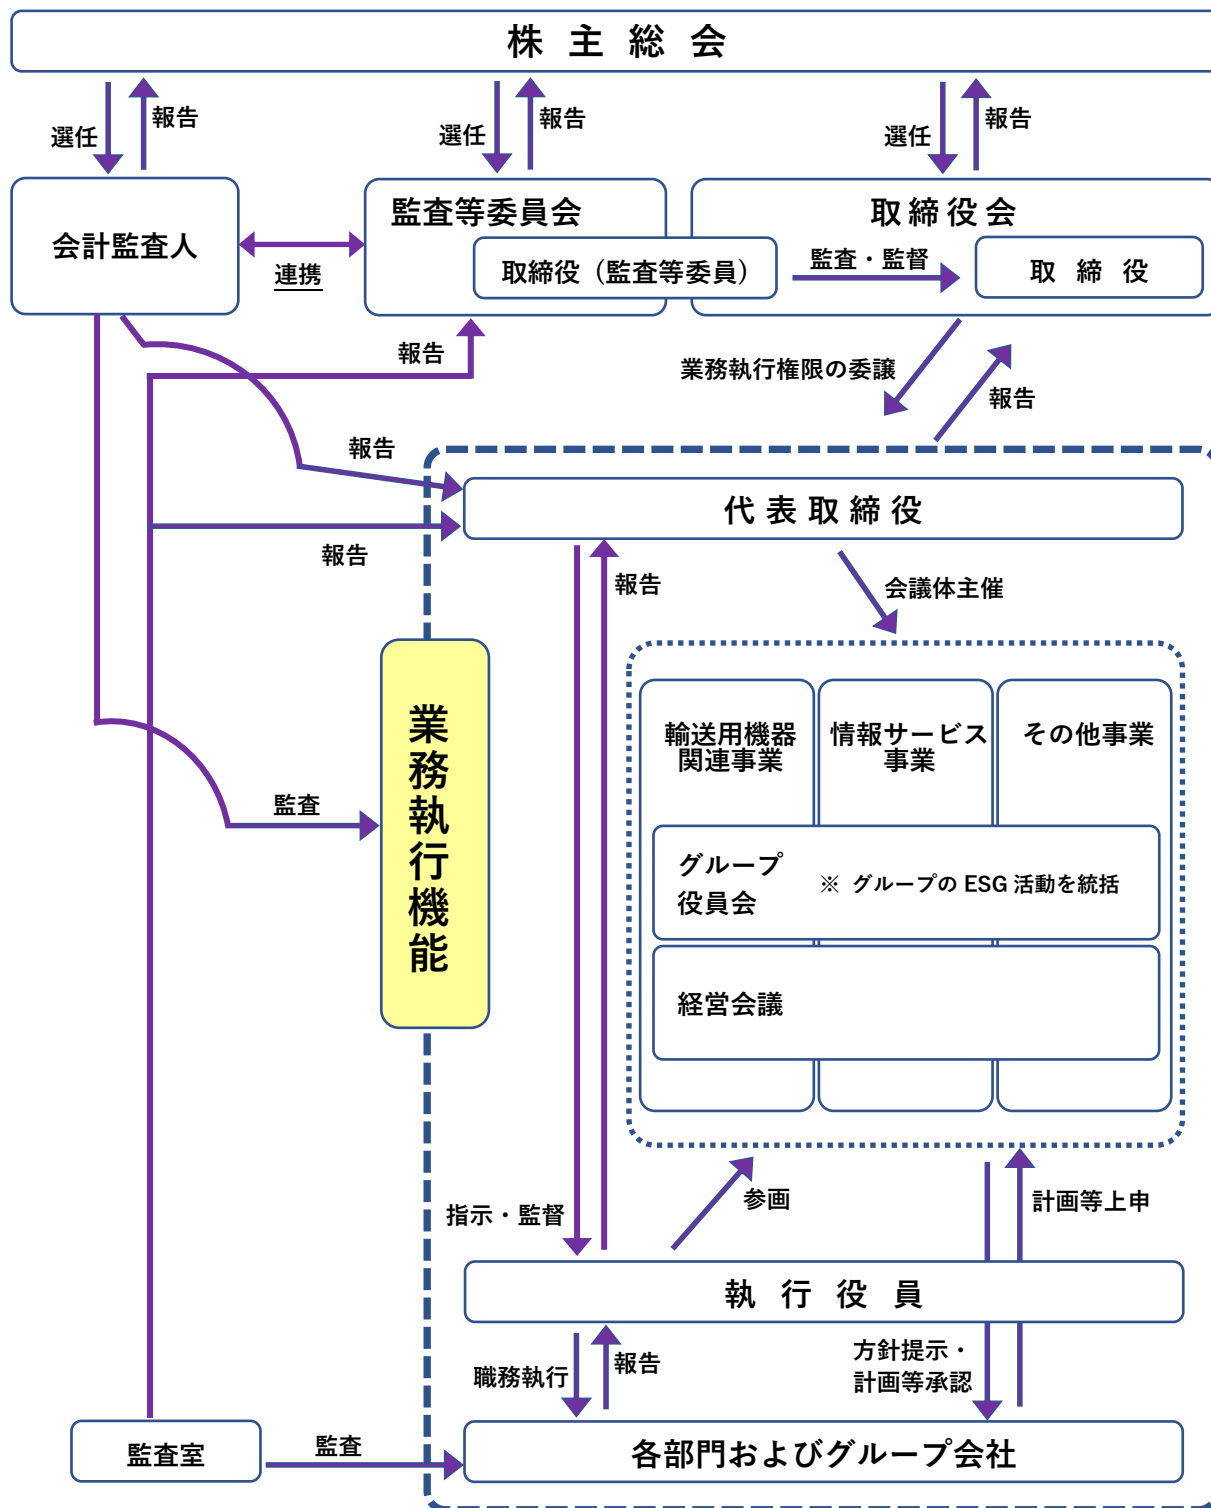 株主総会
選任
報告
選任
報告
選任
報告
会計監査人
連携
監査等委員会
取締役（監査等委員）
取締役会
監査・監督
取締役
報告
業務執行権限の委譲
報告
報告
代表取締役
報告
報告
会議体主催
業務執行機能
輸送用機器
関連事業
情報サービス
事業
その他事業
監査
グループ
役員会
※ グループの ESG 活動を統括
経営会議
指示・監督
参画
計画等上申
執行役員
職務執行
報告
方針提示・
計画等承認
監査室
監査
各部門およびグループ会社